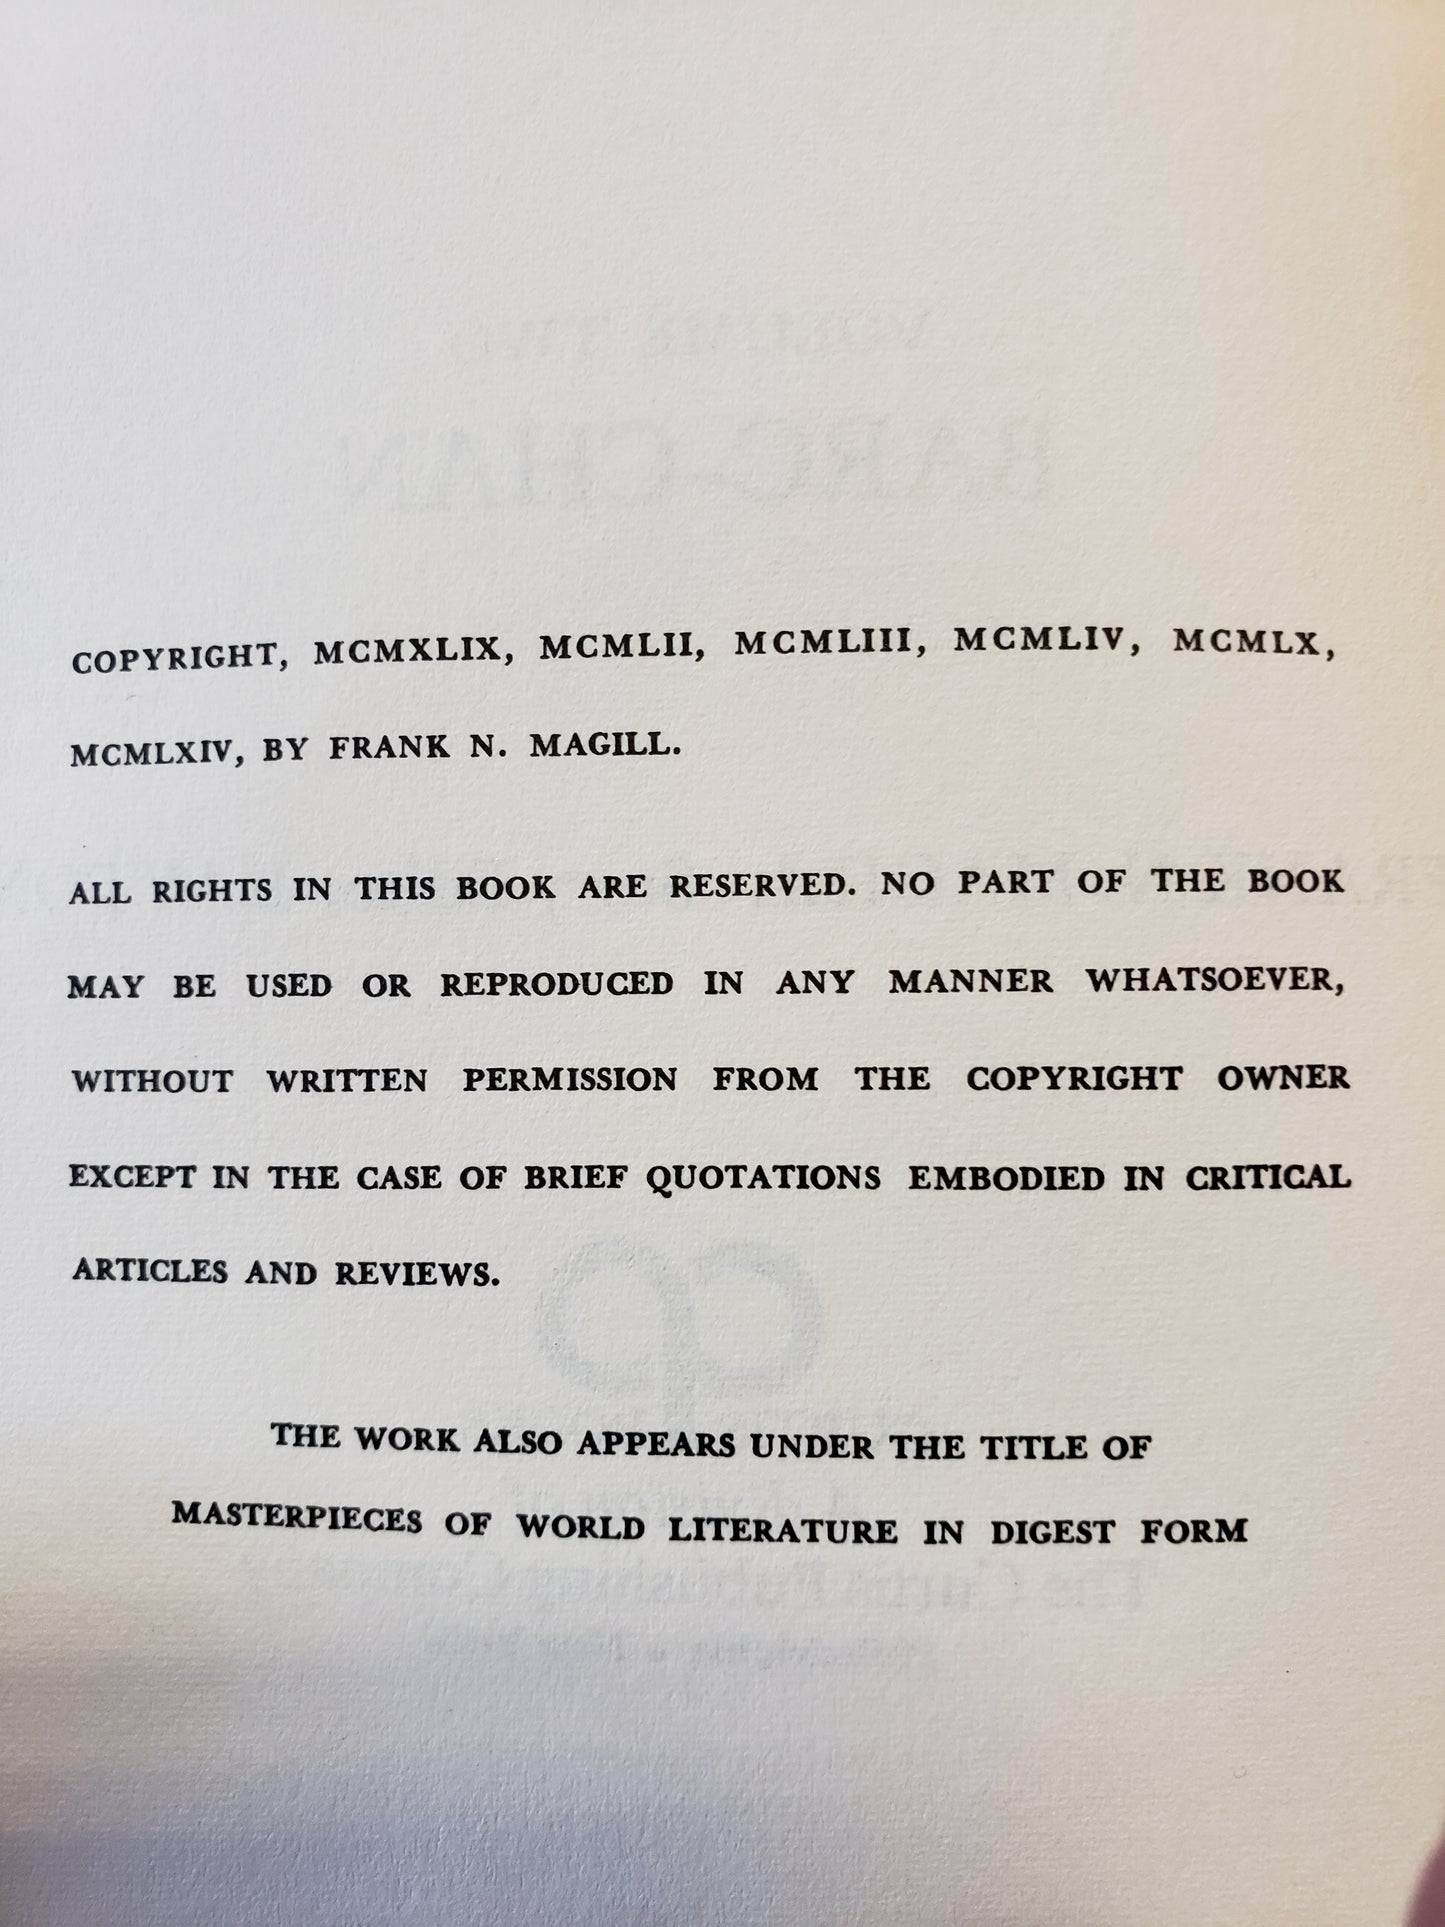 COPYRIGHT, MCMXLIX, MCMLII, MCMLIII, MCMLIV, MCMLX,
MCMLXIV, BY FRANK N. MAGILL.
ALL RIGHTS IN THIS BOOK ARE RESERVED. NO PART OF THE BOOK
MAY BE USED OR REPRODUCED IN ANY MANNER WHATSOEVER,
WITHOUT WRITTEN PERMISSION FROM THE COPYRIGHT OWNER
EXCEPT IN THE CASE OF BRIEF QUOTATIONS EMBODIED IN CRITICAL
ARTICLES AND REVIEWS.
THE WORK ALSO APPEARS UNDER THE TITLE OF
MASTERPIECES OF WORLD LITERATURE IN DIGEST FORM